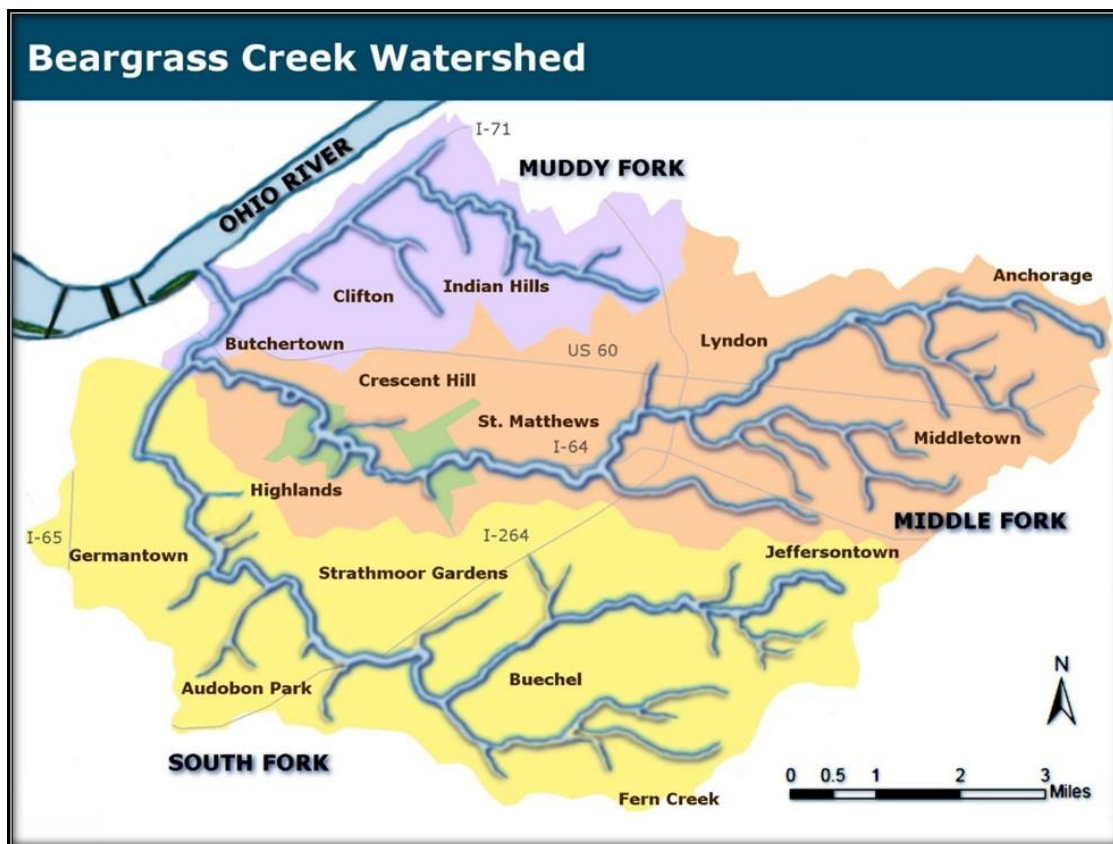 Beargrass Creek Watershed
I-71
OHIO RIVER
MUDDY FORK
Anchorage
Indian Hills
Clifton
Butchertown
US 60
Lyndon
Crescent Hill
St. Matthews
Middletown
I-64
Highlands
MIDDLE FORK
I-65
I-264
Germantown
Jeffersontown
Strathmoor Gardens
Audobon Park
Buechel
N
SOUTH FORK
0 0.5 1 2 3
Miles
Fern Creek